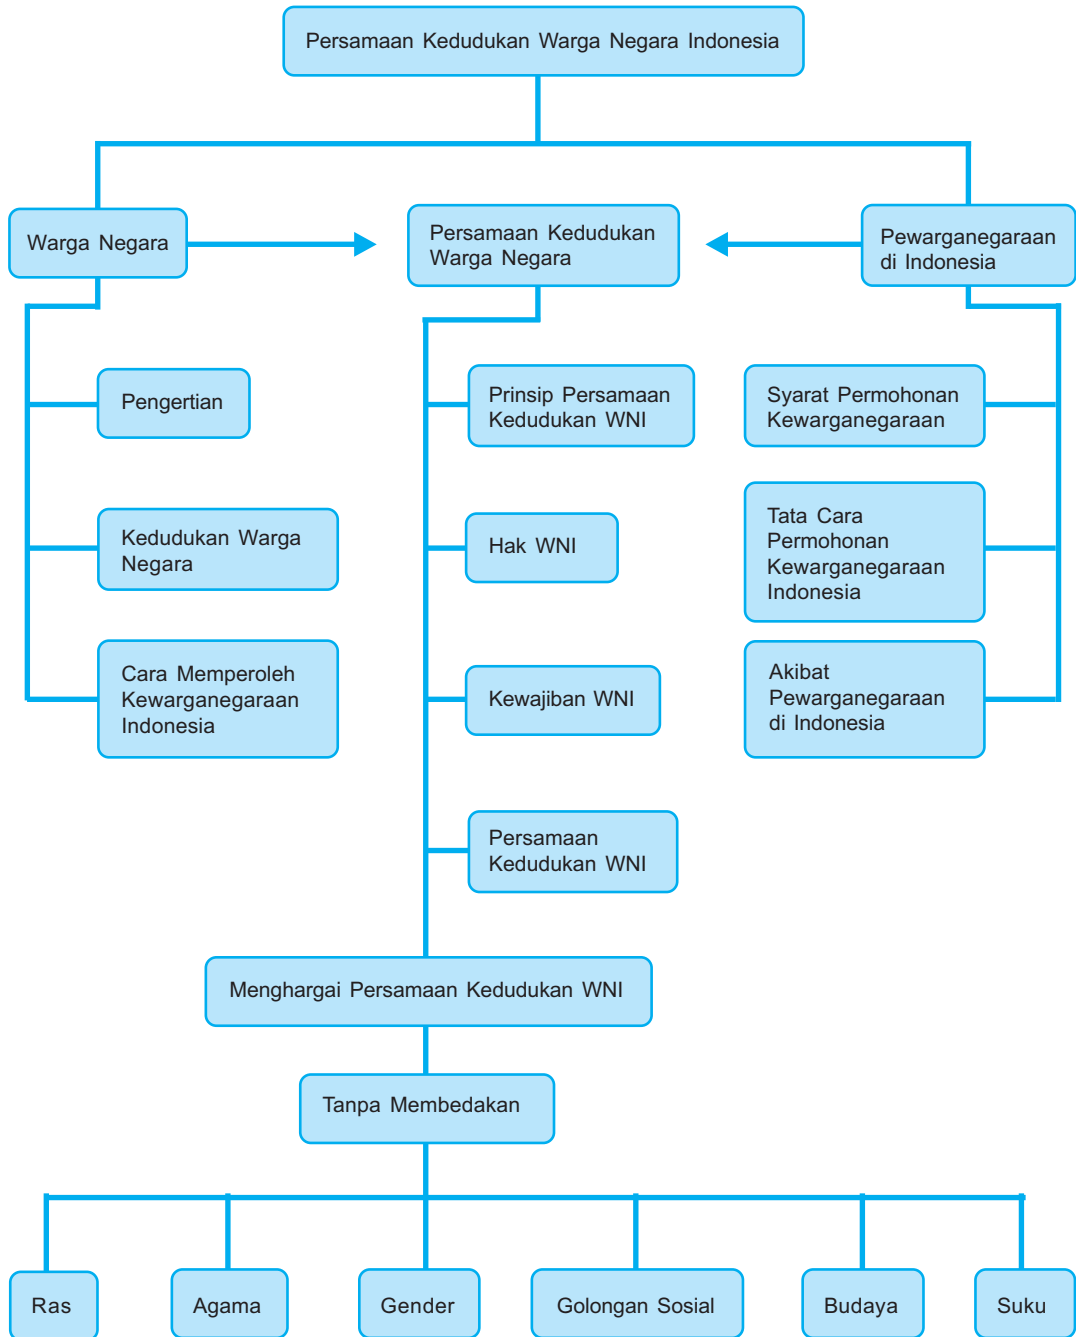 Persamaan Kedudukan Warga Negara Indonesia
Warga Negara
Persamaan Kedudukan
Warga Negara
Pewarganegaraan
di Indonesia
Pengertian
Kedudukan Warga
Negara
Cara Memperoleh
Kewarganegaraan
Indonesia
Prinsip Persamaan
Kedudukan WNI
Hak WNI
Kewajiban WNI
Persamaan
Kedudukan WNI
Syarat Permohonan
Kewarganegaraan
Tata Cara
Permohonan
Kewarganegaraan
Indonesia
Akibat
Pewarganegaraan
di Indonesia
Menghargai Persamaan Kedudukan WNI
Tanpa Membedakan
Ras
Agama
Gender
Golongan Sosial
Budaya
Suku